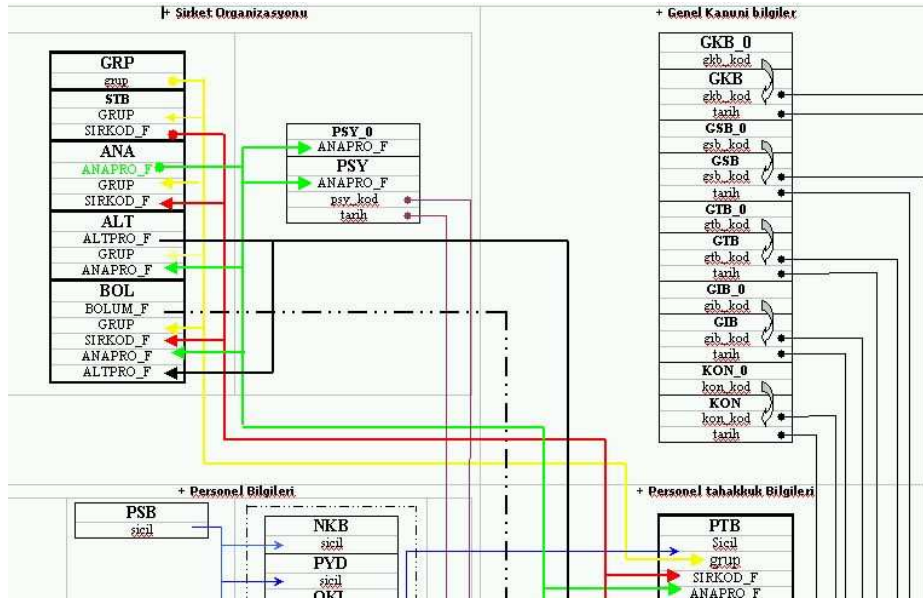 + Sirket Organizasyonu
GRP
grup
STB
GRUP
SIRKOD_F
ANA
ANAPRO_F
GRUP
SIRKOD_F
ALT
ALTPRO_F
GRUP
ANAPRO_F
BOL
BOLUM_F
GRUP
SIRKOD_F
ANAPRO_F
ALTPRO_F
PSY_0
ANAPRO_F
PSY
ANAPRO_F
psy_kod
tarih
+ Genel Kanuni bilgiler
GKB_0
gkb_kod
GKB
gkb_kod
tarih
GSB_0
gsb_kod
GSB
gsb_kod
tarih
GTB_0
gtb_kod
GTB
gtb_kod
tarih
GIB_0
gib_kod
GIB
gib_kod
tarih
KON_0
kon_kod
KON
kon_kod
tarih
+ Personel Bilgileri
PSB
sicil
NKB
sicil
PYD
sicil
+ Personel tahakkuk Bilgileri
PTB
Sicil
grup
SIRKOD_F
ANAPRO_F